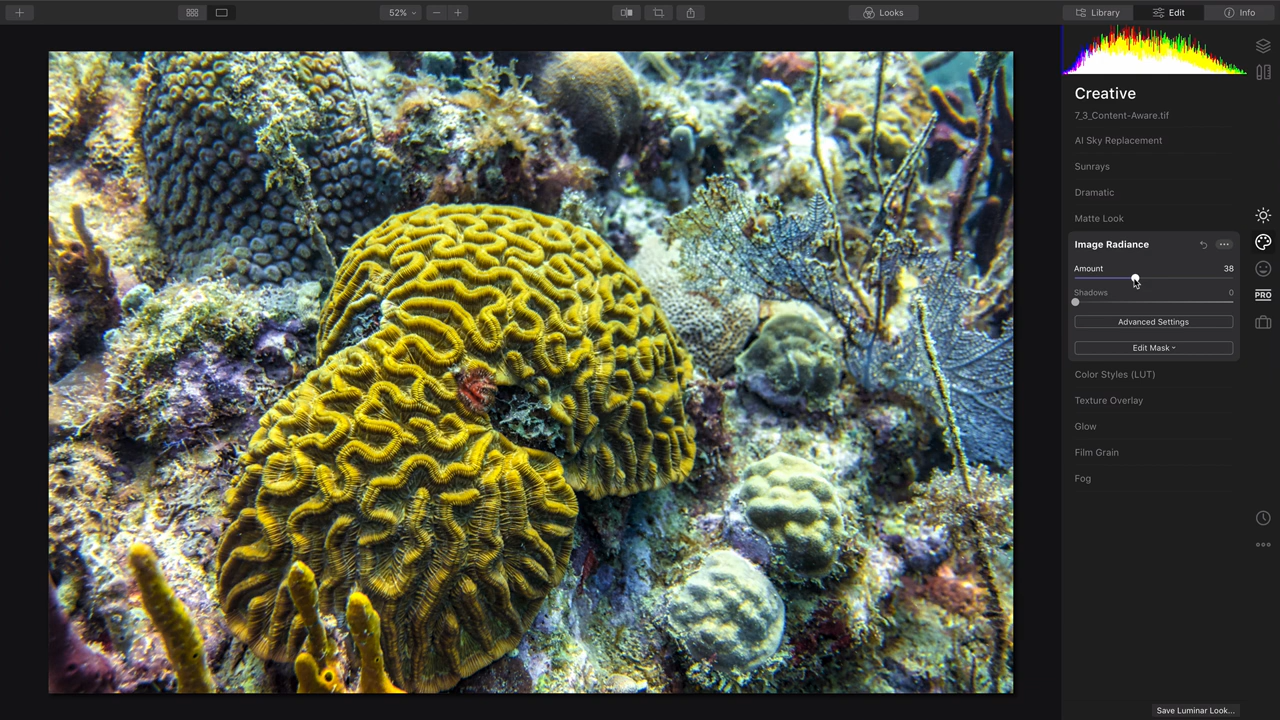 52%
Looks
Library
Edit
Info
Creative
7_3_Content-Aware.tif
AI Sky Replacement
Sunrays
Dramatic
Matte Look
Image Radiance
Amount 38
Shadows 0
Advanced Settings
Edit Mask
PRO
Color Styles (LUT)
Texture Overlay
Glow
Film Grain
Fog
Save Luminar Look...